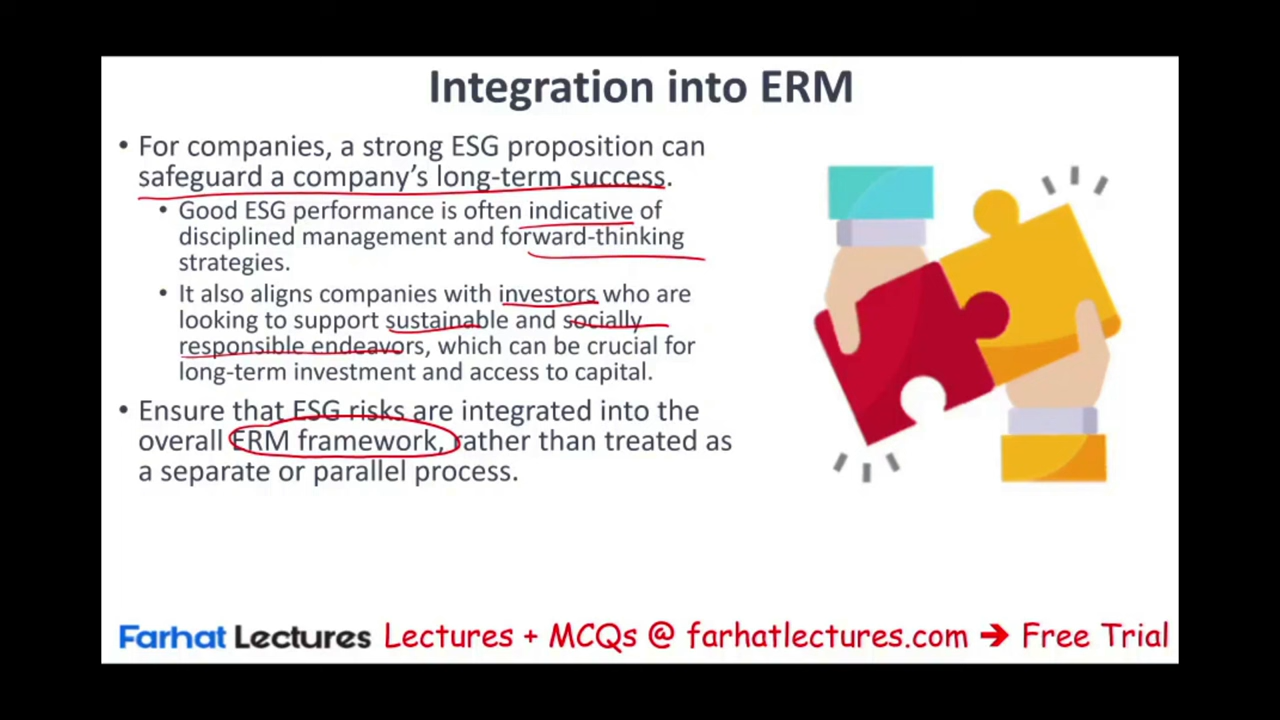 Integration into ERM
• For companies, a strong ESG proposition can
safeguard a company's long-term success.
• Good ESG performance is often indicative of
disciplined management and forward-thinking
strategies.
• It also aligns companies with investors who are
looking to support sustainable and socially
responsible endeavors, which can be crucial for
long-term investment and access to capital.
• Ensure that ESG risks are integrated into the
overall ERM framework, rather than treated as
a separate or parallel process.
Farhat Lectures Lectures + MCQs @ farhatlectures.com → Free Trial